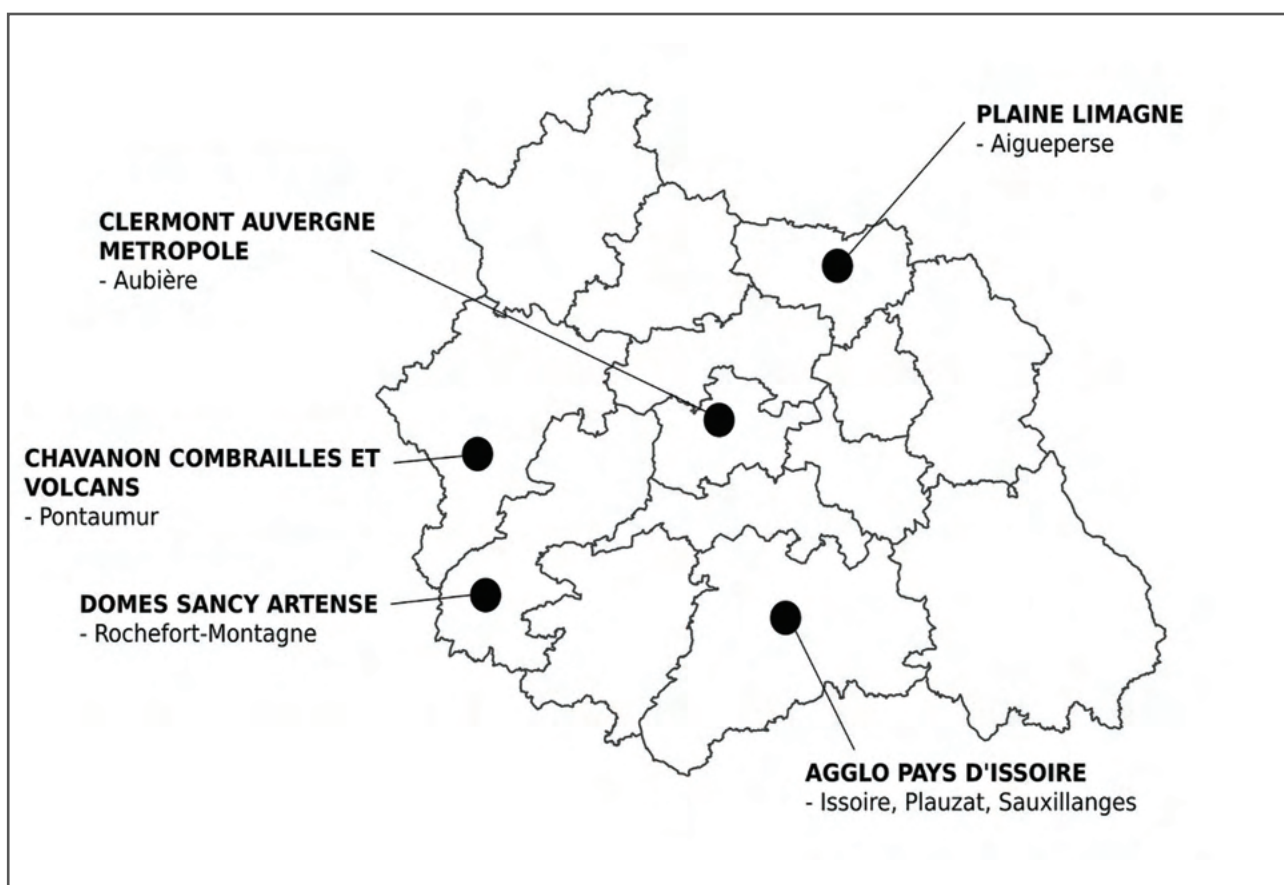 PLAINE LIMAGNE
- Aigueperse
CLERMONT AUVERGNE
METROPOLE
- Aubière
CHAVANON COMBRAILLES ET
VOLCANS
- Pontaumur
DOMES SANCY ARTENSE
- Rochefort-Montagne
AGGLO PAYS D'ISSOIRE
- Issoire, Plauzat, Sauxillanges